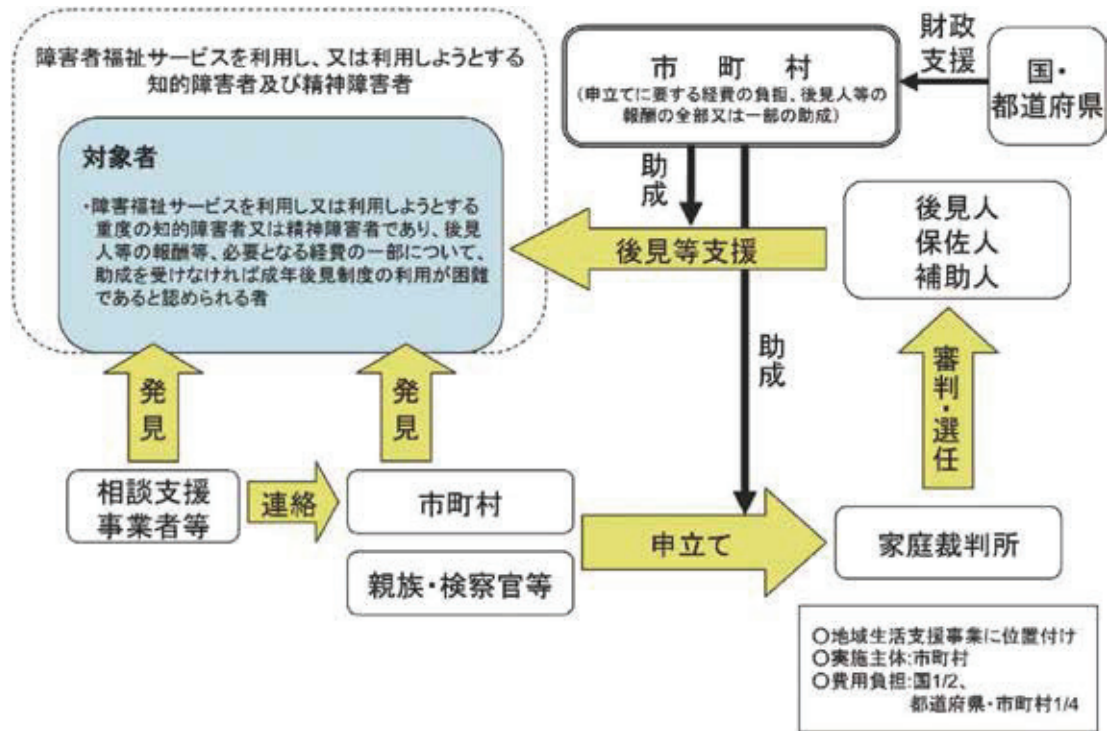 障害者福祉サービスを利用し、又は利用しようとする
知的障害者及び精神障害者
対象者
・障害福祉サービスを利用し又は利用しようとする
重度の知的障害者又は精神障害者であり、後見
人等の報酬等、必要となる経費の一部について、
助成を受けなければ成年後見制度の利用が困難
であると認められる者
市町村
(申立てに要する経費の負担、後見人等の
報酬の全部又は一部の助成)
財政
支援
国・
都道府県
助成
後見等支援
後見人
保佐人
補助人
助成
審判・選任
発見
発見
相談支援
事業者等
連絡
市町村
親族・検察官等
申立て
家庭裁判所
○地域生活支援事業に位置付け
○実施主体:市町村
○費用負担:国1/2、
都道府県・市町村1/4